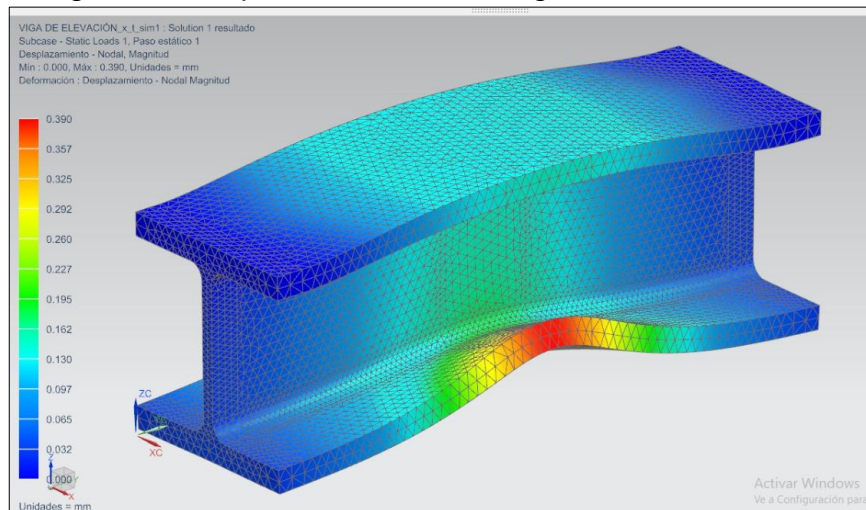 VIGA DE ELEVACIÓN_x_t_sim1 : Solution 1 resultado
Subcase - Static Loads 1, Paso estático 1
Desplazamiento - Nodal, Magnitud
Min : 0.000, Máx : 0.390, Unidades = mm
Deformación : Desplazamiento - Nodal Magnitud
0.390
0.357
0.325
0.292
0.260
0.227
0.195
0.162
0.130
0.097
0.065
0.032
0.000
Unidades = mm
ZC
XC
Z
Y
X
Activar Windows
Ve a Configuración para